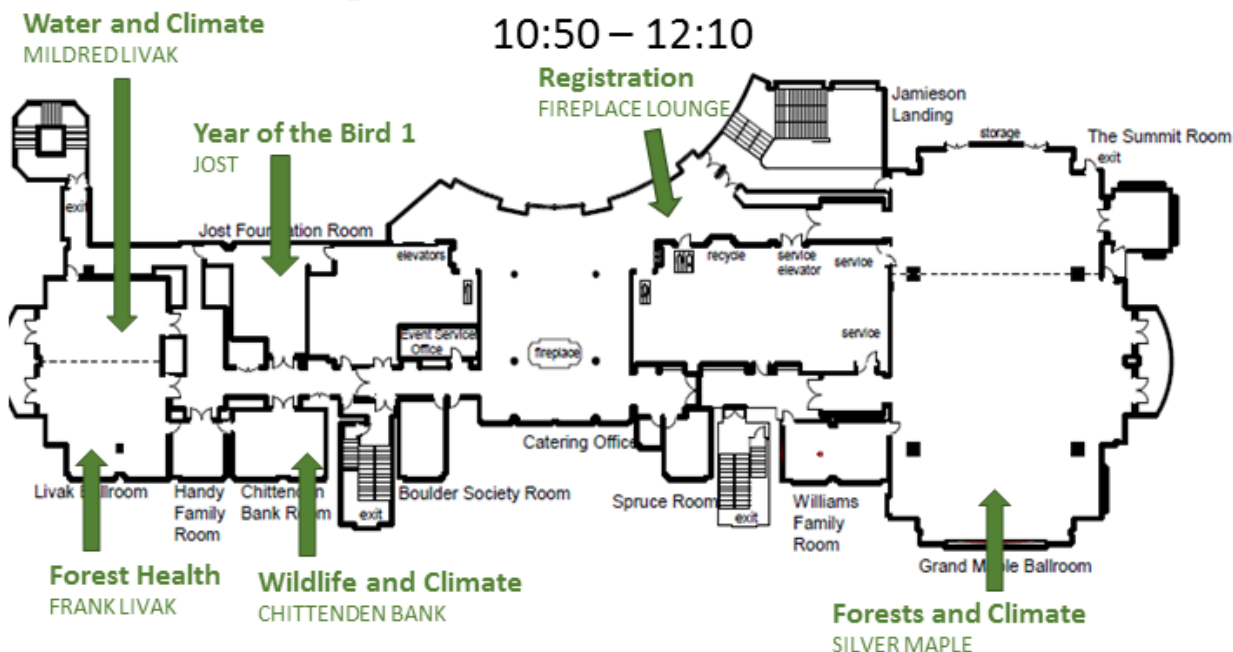 Water and Climate
MILDRED LIVAK
10:50 – 12:10
Registration
FIREPLACE LOUNGE
Year of the Bird 1
JOST
Jamieson
Landing
storage
The Summit Room
exit
exit
Jost Foundation Room
elevators
recycle
service
elevator
service
service
Event Service
Office
fireplace
Catering Office
Livak Ballroom
Handy
Family
Room
Chittenden
Bank Room
exit
Boulder Society Room
Spruce Room
exit
Williams
Family
Room
Grand Maple Ballroom
Forest Health
FRANK LIVAK
Wildlife and Climate
CHITTENDEN BANK
Forests and Climate
SILVER MAPLE